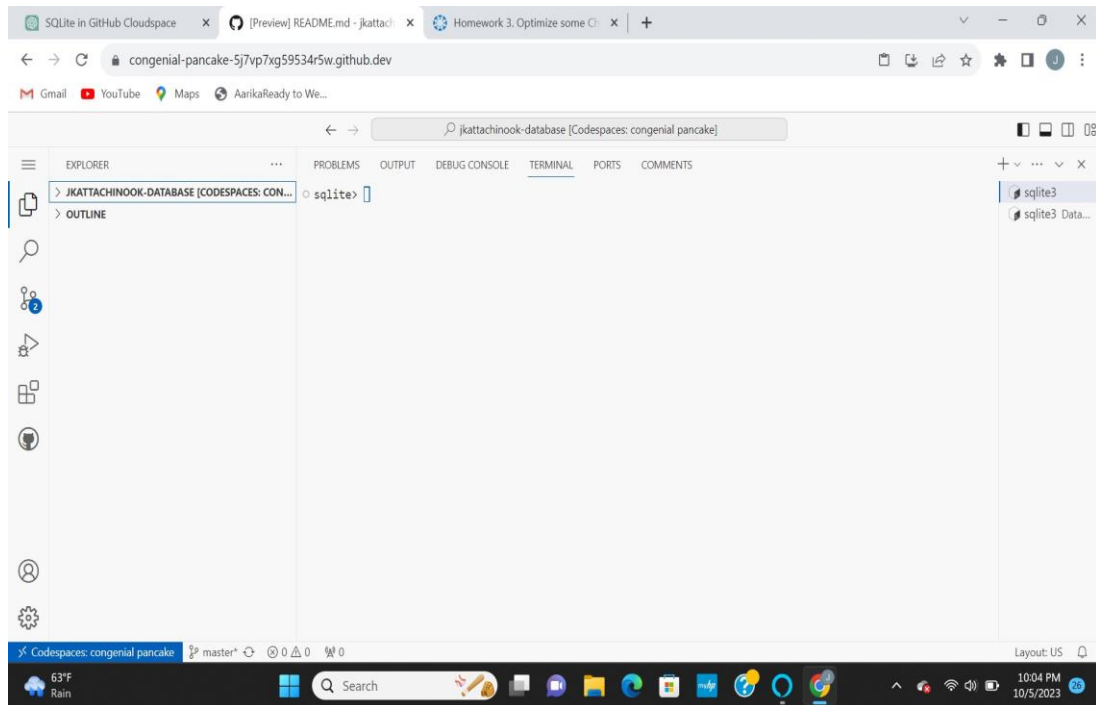 SQLite in GitHub Cloudspace
[Preview] README.md - jkattach
Homework 3. Optimize some Ch
congenial-pancake-5j7vp7xg59534r5w.github.dev
J
Gmail
YouTube
Maps
AarikaReady to We...
jkattachinook-database [Codespaces: congenial pancake]
EXPLORER
PROBLEMS OUTPUT DEBUG CONSOLE TERMINAL PORTS COMMENTS
JKATTACHINOOK-DATABASE [CODESPACES: CON...
sqlite>
sqlite3
OUTLINE
sqlite3 Data...
2
Codespaces: congenial pancake
master*
0
0
0
Layout: US
63°F
Rain
Search
mvhp
10:04 PM
10/5/2023
26